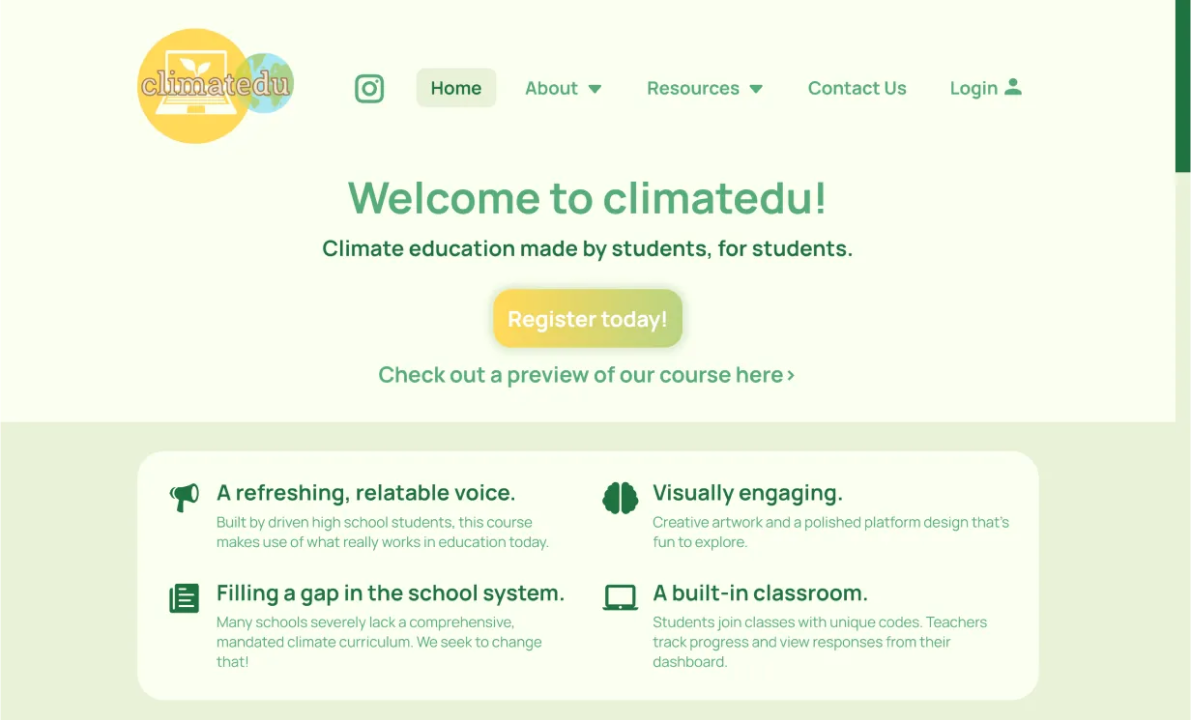 climatedu
Home
About
Resources
Contact Us
Login
Welcome to climatedu!
Climate education made by students, for students.
Register today!
Check out a preview of our course here>
A refreshing, relatable voice.
Built by driven high school students, this course
makes use of what really works in education today.
Visually engaging.
Creative artwork and a polished platform design that's
fun to explore.
Filling a gap in the school system.
Many schools severely lack a comprehensive,
mandated climate curriculum. We seek to change
that!
A built-in classroom.
Students join classes with unique codes. Teachers
track progress and view responses from their
dashboard.